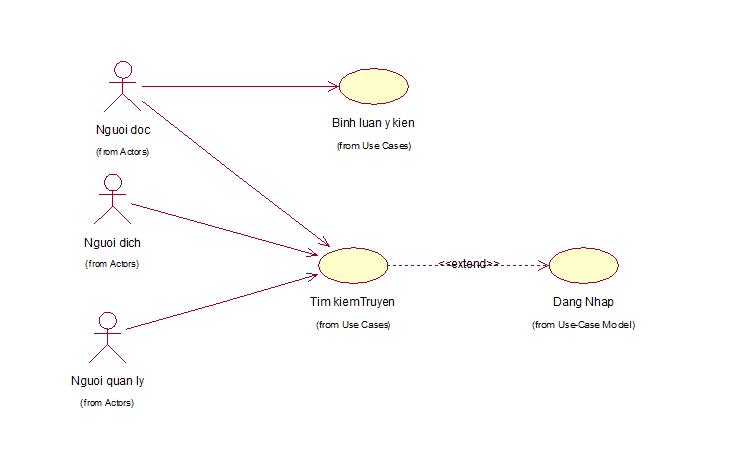 Nguoi doc
(from Actors)
Binh luan y kien
(from Use Cases)
Nguoi dich
(from Actors)
Tim kiemTruyen
(from Use Cases)
<<extend>>
Dang Nhap
(from Use-Case Model)
Nguoi quan ly
(from Actors)